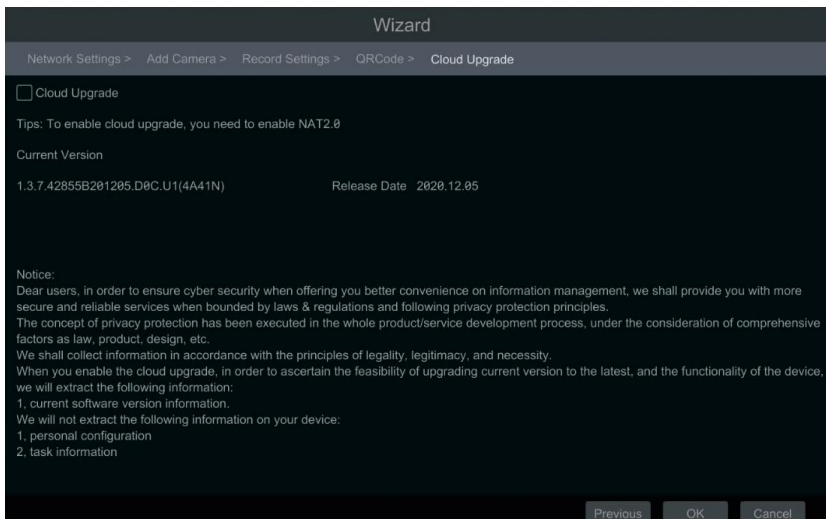 Wizard
Network Settings > Add Camera > Record Settings > QRCode > Cloud Upgrade
Cloud Upgrade
Tips: To enable cloud upgrade, you need to enable NAT2.0
Current Version
1.3.7.42855B201205.D0C.U1(4A41N) Release Date 2020.12.05
Notice:
Dear users, in order to ensure cyber security when offering you better convenience on information management, we shall provide you with more
secure and reliable services when bounded by laws & regulations and following privacy protection principles.
The concept of privacy protection has been executed in the whole product/service development process, under the consideration of comprehensive
factors as law, product, design, etc.
We shall collect information in accordance with the principles of legality, legitimacy, and necessity.
When you enable the cloud upgrade, in order to ascertain the feasibility of upgrading current version to the latest, and the functionality of the device,
we will extract the following information:
1, current software version information.
We will not extract the following information on your device:
1, personal configuration
2, task information
Previous OK Cancel